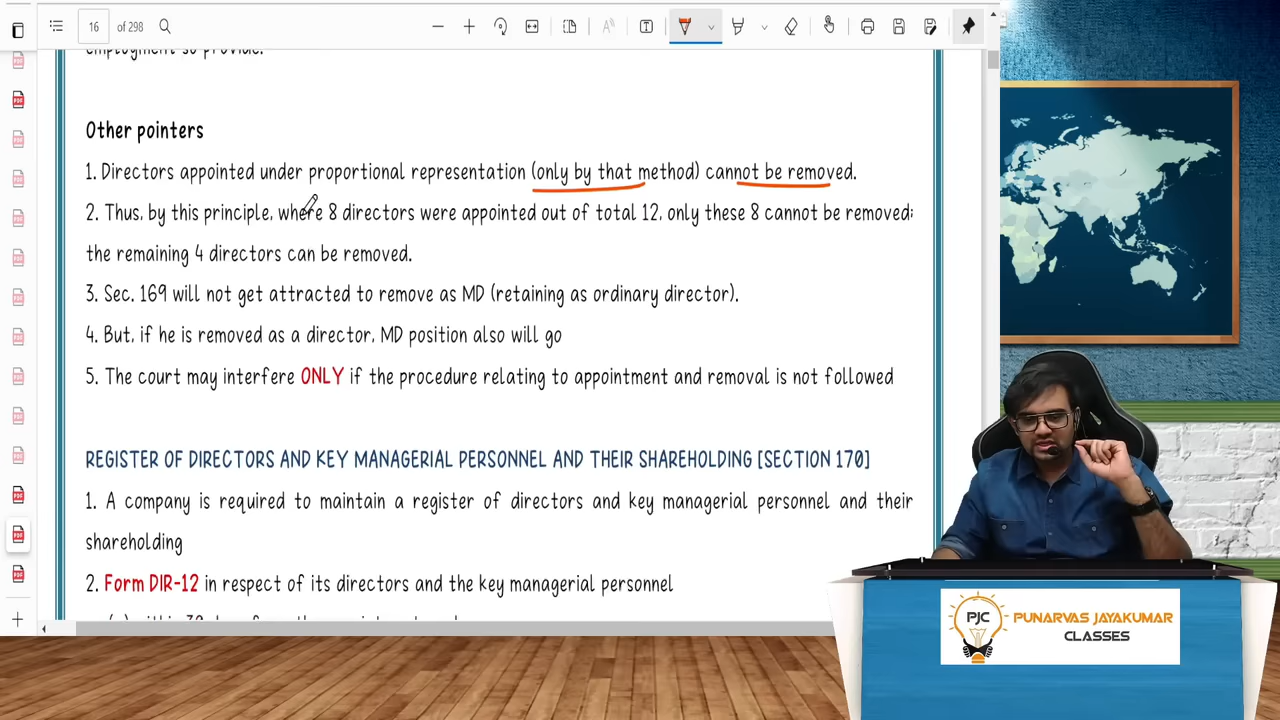 16 of 298
employment so provide.
Other pointers
1. Directors appointed under proportional representation (only by that method) cannot be removed.
2. Thus, by this principle, where 8 directors were appointed out of total 12, only these 8 cannot be removed;
the remaining 4 directors can be removed.
3. Sec. 169 will not get attracted to remove as MD (retaining as ordinary director).
4. But, if he is removed as a director, MD position also will go
5. The court may interfere ONLY if the procedure relating to appointment and removal is not followed
REGISTER OF DIRECTORS AND KEY MANAGERIAL PERSONNEL AND THEIR SHAREHOLDING [SECTION 170]
1. A company is required to maintain a register of directors and key managerial personnel and their
shareholding
2. Form DIR-12 in respect of its directors and the key managerial personnel
PJC
PUNARVAS JAYAKUMAR
CLASSES